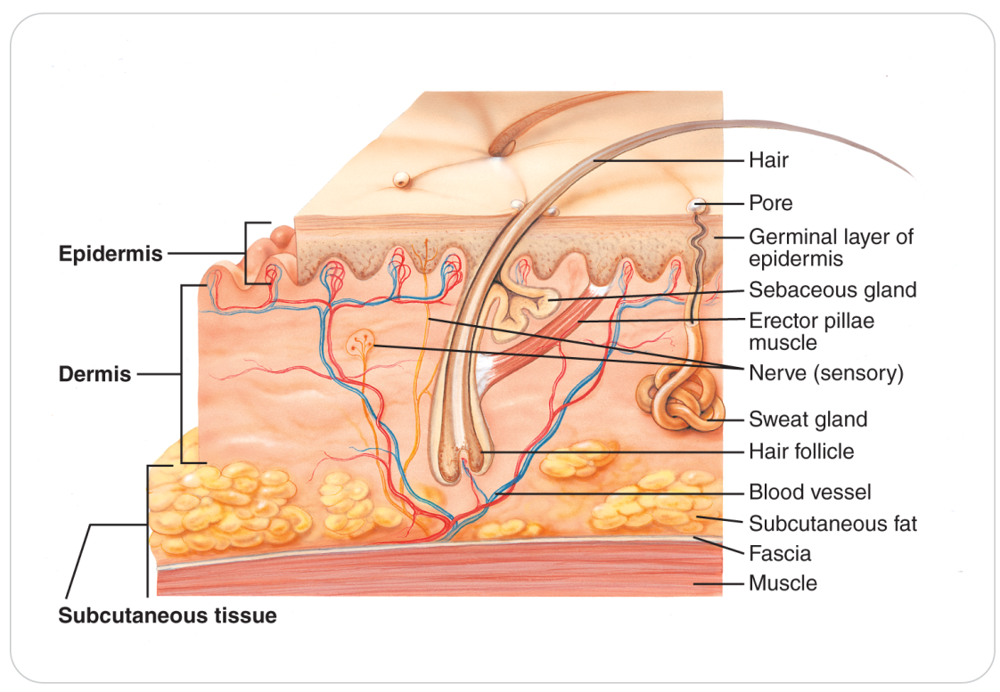 Hair
Pore
Germinal layer of
epidermis
Sebaceous gland
Erector pillae
muscle
Nerve (sensory)
Sweat gland
Hair follicle
Blood vessel
Subcutaneous fat
Fascia
Muscle
Epidermis
Dermis
Subcutaneous tissue